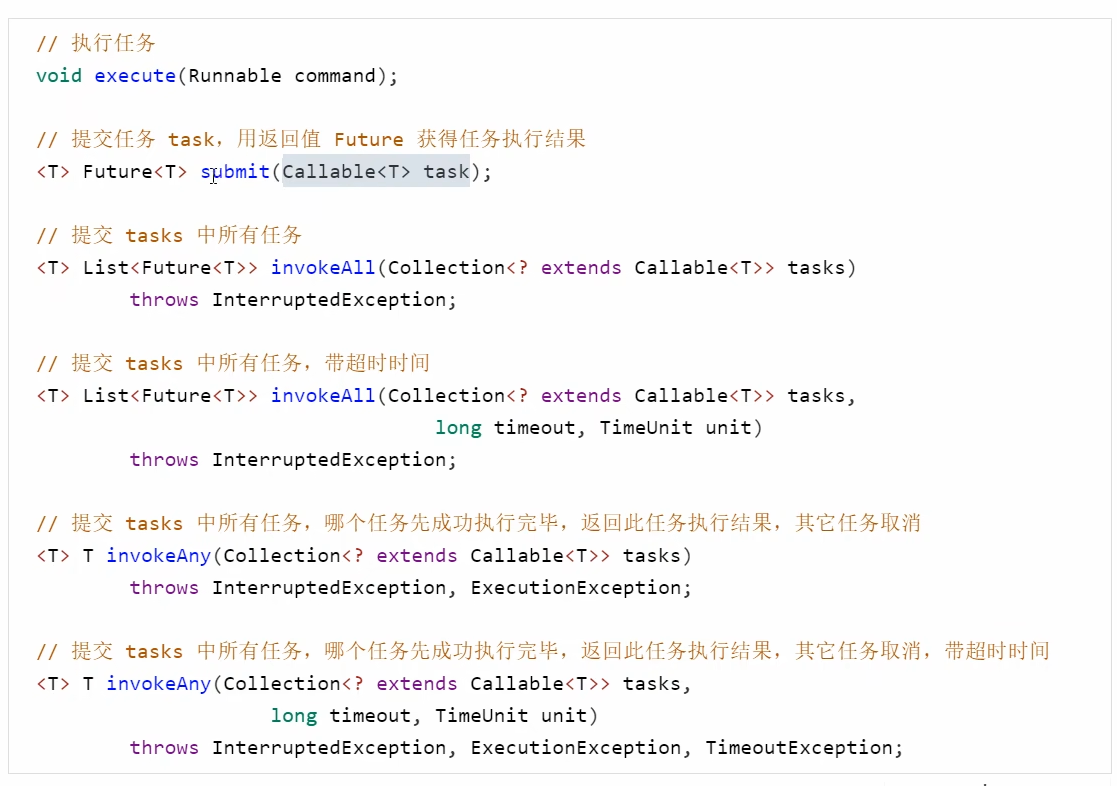 // 执行任务
void execute(Runnable command);
// 提交任务 task，用返回值 Future 获得任务执行结果
<T> Future<T> submit(Callable<T> task);
// 提交 tasks 中所有任务
<T> List<Future<T>> invokeAll(Collection<? extends Callable<T>> tasks)
throws InterruptedException;
// 提交 tasks 中所有任务，带超时时间
<T> List<Future<T>> invokeAll(Collection<? extends Callable<T>> tasks,
long timeout, TimeUnit unit)
throws InterruptedException;
// 提交 tasks 中所有任务，哪个任务先成功执行完毕，返回此任务执行结果，其它任务取消
<T> T invokeAny(Collection<? extends Callable<T>> tasks)
throws InterruptedException, ExecutionException;
// 提交 tasks 中所有任务，哪个任务先成功执行完毕，返回此任务执行结果，其它任务取消，带超时时间
<T> T invokeAny(Collection<? extends Callable<T>> tasks,
long timeout, TimeUnit unit)
throws InterruptedException, ExecutionException, TimeoutException;